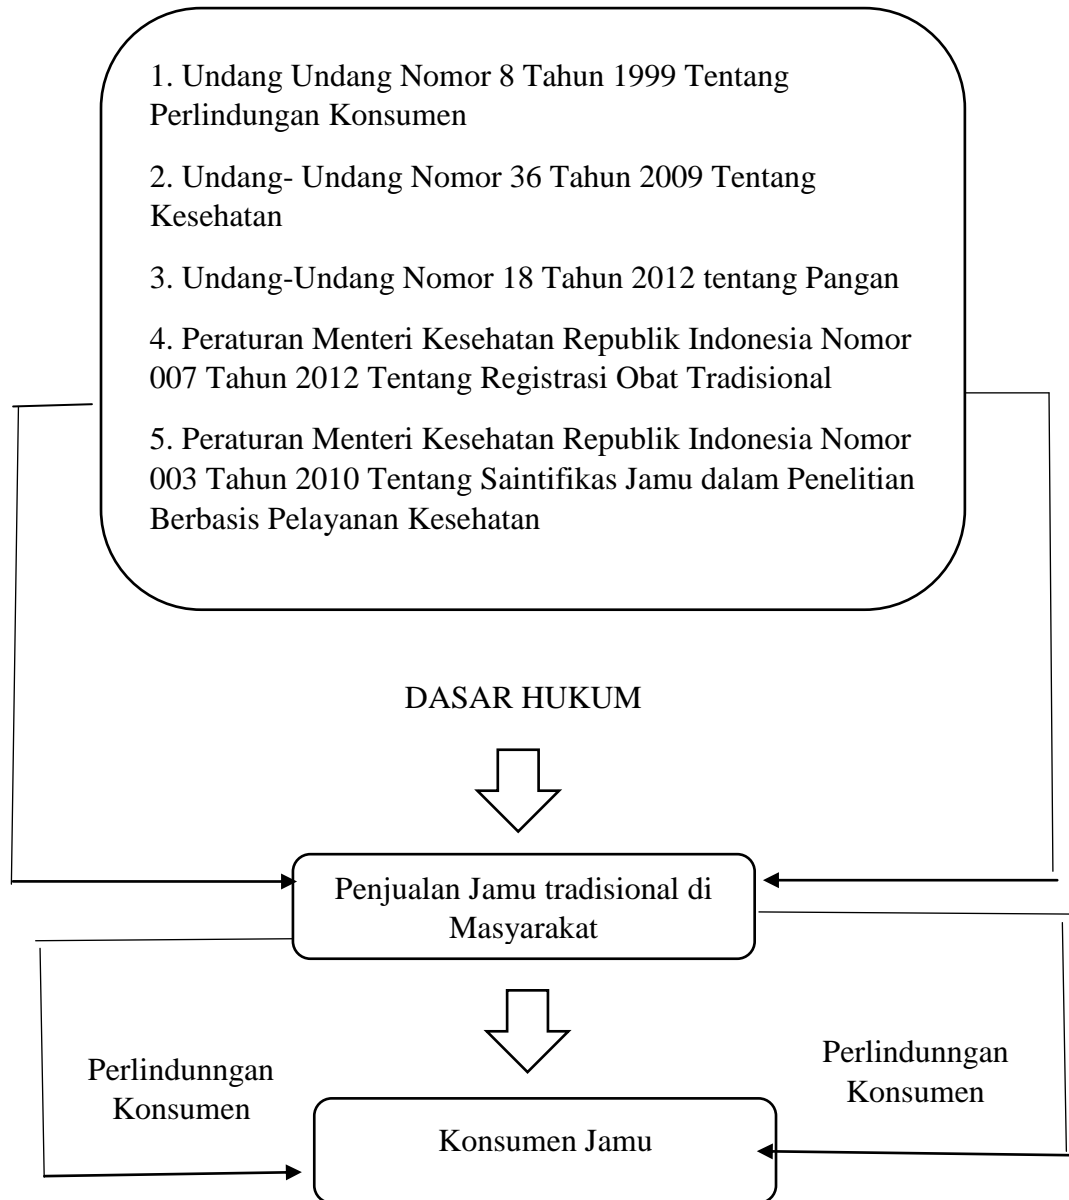 1. Undang Undang Nomor 8 Tahun 1999 Tentang
Perlindungan Konsumen
2. Undang- Undang Nomor 36 Tahun 2009 Tentang
Kesehatan
3. Undang-Undang Nomor 18 Tahun 2012 tentang Pangan
4. Peraturan Menteri Kesehatan Republik Indonesia Nomor
007 Tahun 2012 Tentang Registrasi Obat Tradisional
5. Peraturan Menteri Kesehatan Republik Indonesia Nomor
003 Tahun 2010 Tentang Saintifikas Jamu dalam Penelitian
Berbasis Pelayanan Kesehatan
DASAR HUKUM
Penjualan Jamu tradisional di
Masyarakat
Perlindunngan
Konsumen
Perlindunngan
Konsumen
Konsumen Jamu